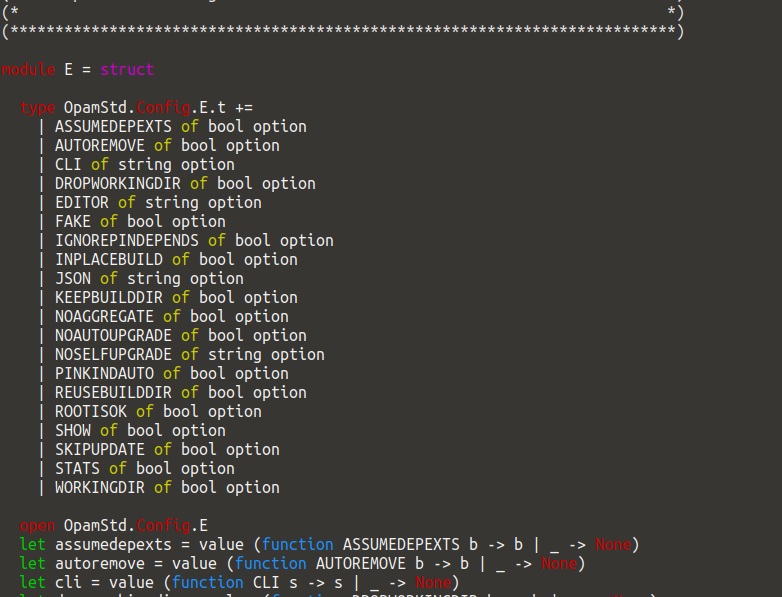 (*                                                                        *)
(**************************************************************************)
module E = struct
type OpamStd.Config.E.t +=
| ASSUMEDEPEXTS of bool option
| AUTOREMOVE of bool option
| CLI of string option
| DROPWORKINGDIR of bool option
| EDITOR of string option
| FAKE of bool option
| IGNOREPINDEPENDS of bool option
| INPLACEBUILD of bool option
| JSON of string option
| KEEPBUILDDIR of bool option
| NOAGGREGATE of bool option
| NOAUTOUPGRADE of bool option
| NOSELFUPGRADE of string option
| PINKINDAUTO of bool option
| REUSEBUILDDIR of bool option
| ROOTISOK of bool option
| SHOW of bool option
| SKIPUPDATE of bool option
| STATS of bool option
| WORKINGDIR of bool option
open OpamStd.Config.E
let assumedepexts = value (function ASSUMEDEPEXTS b -> b | _ -> None)
let autoremove = value (function AUTOREMOVE b -> b | _ -> None)
let cli = value (function CLI s -> s | _ -> None)